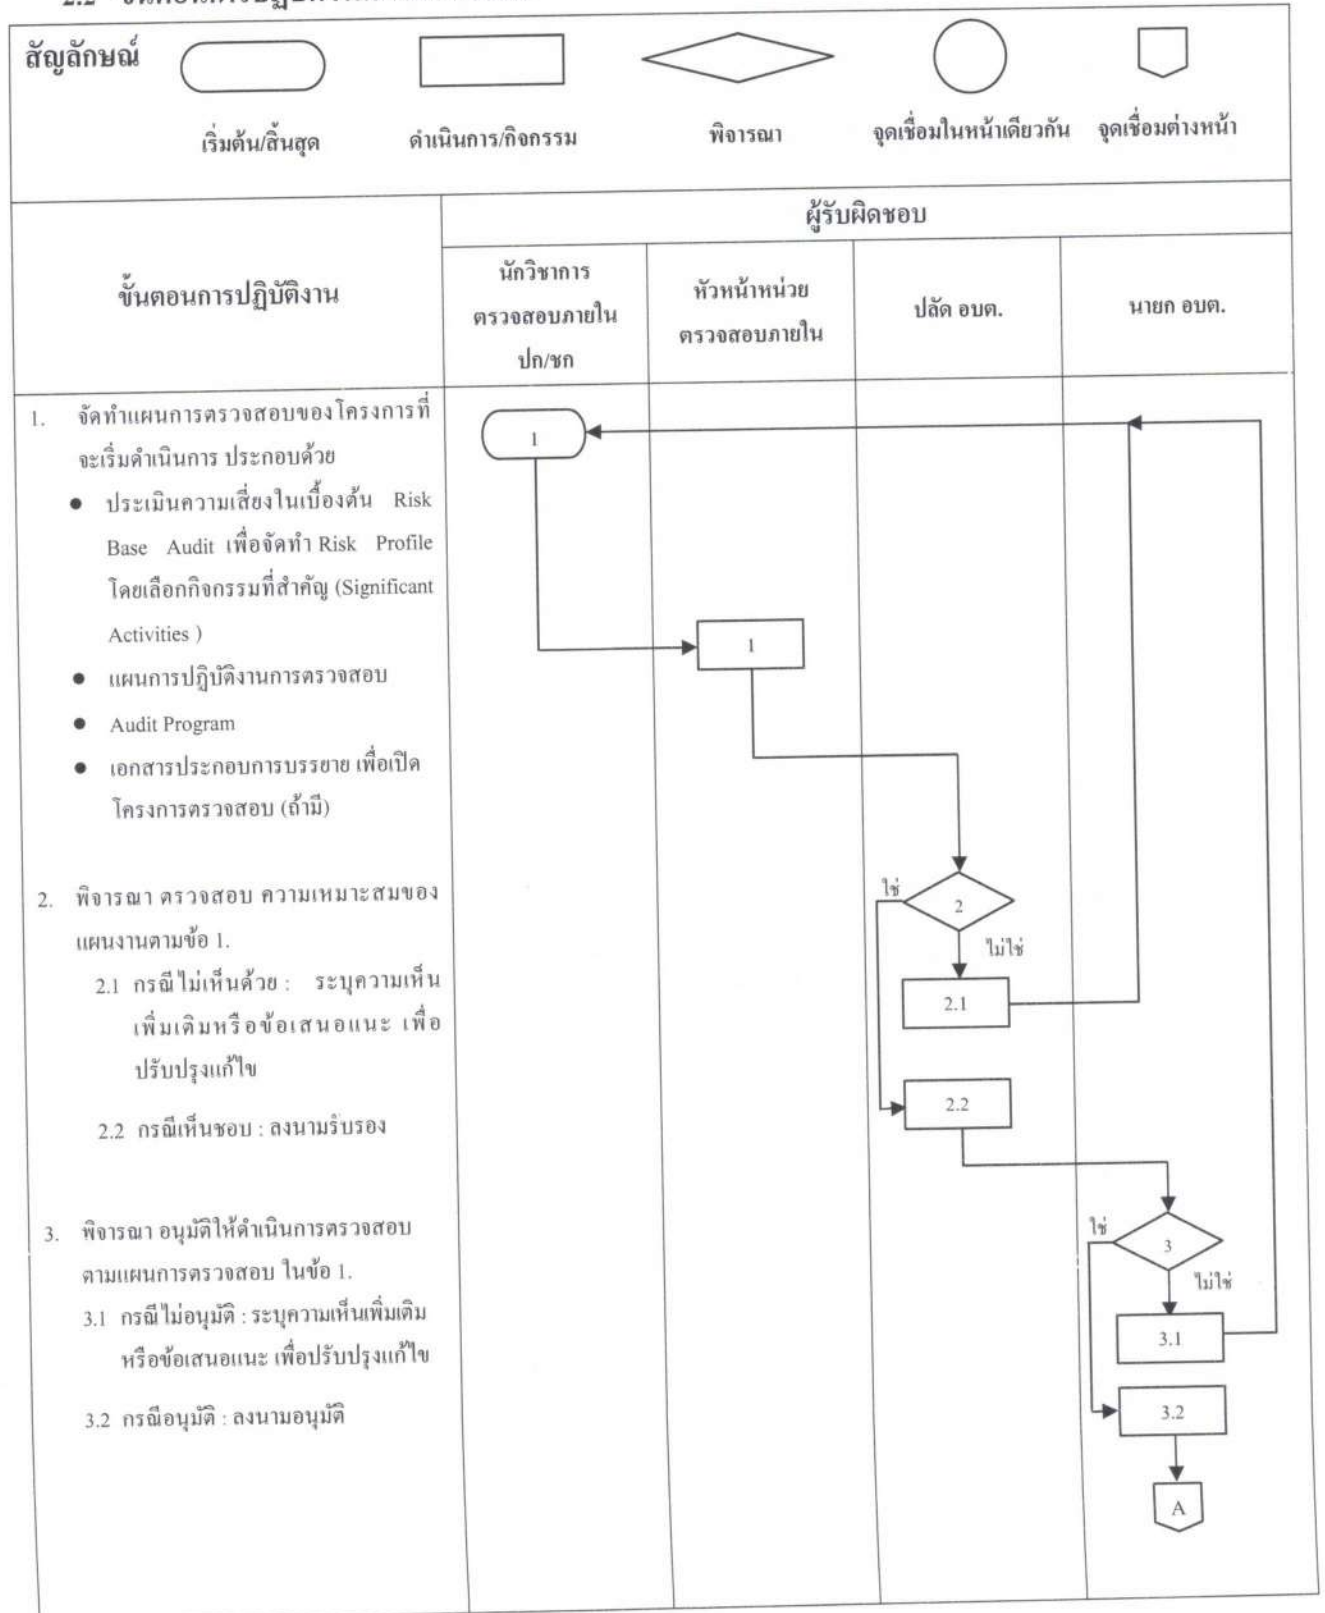 2.2
สัญลักษณ์
เริ่มต้น/สิ้นสุด
ดำเนินการ/กิจกรรม
พิจารณา
จุดเชื่อมในหน้าเดียวกัน
จุดเชื่อมต่างหน้า
ขั้นตอนการปฏิบัติงาน
ผู้รับผิดชอบ
นักวิชาการ
ตรวจสอบภายใน
ปก/ชก
หัวหน้าหน่วย
ตรวจสอบภายใน
ปลัด อบต.
นายก อบต.
1. จัดทำแผนการตรวจสอบของโครงการที่
จะเริ่มดำเนินการ ประกอบด้วย
● ประเมินความเสี่ยงในเบื้องต้น Risk
Base Audit เพื่อจัดทำ Risk Profile
โดยเลือกกิจกรรมที่สำคัญ (Significant
Activities )
● แผนการปฏิบัติงานการตรวจสอบ
● Audit Program
● เอกสารประกอบการบรรยาย เพื่อเปิด
โครงการตรวจสอบ (ถ้ามี)
2. พิจารณา ตรวจสอบ ความเหมาะสมของ
แผนงานตามข้อ 1.
2.1 กรณีไม่เห็นด้วย : ระบุความเห็น
เพิ่มเติมหรือข้อเสนอแนะ เพื่อ
ปรับปรุงแก้ไข
2.2 กรณีเห็นชอบ : ลงนามรับรอง
3. พิจารณา อนุมัติให้ดำเนินการตรวจสอบ
ตามแผนการตรวจสอบ ในข้อ 1.
3.1 กรณีไม่อนุมัติ : ระบุความเห็นเพิ่มเติม
หรือข้อเสนอแนะ เพื่อปรับปรุงแก้ไข
3.2 กรณีอนุมัติ : ลงนามอนุมัติ
1
1
ใช่
2
ไม่ใช่
2.1
2.2
ใช่
3
ไม่ใช่
3.1
3.2
A